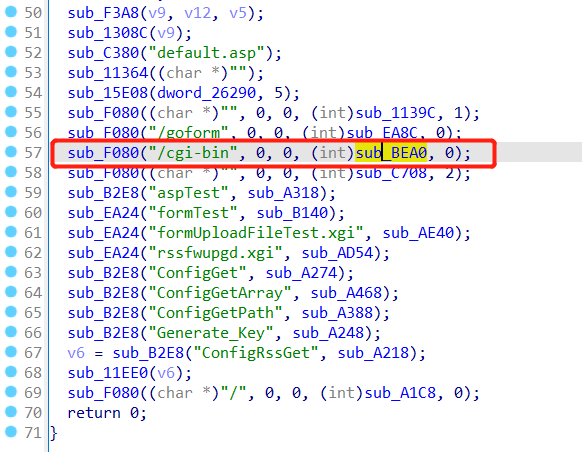 50 sub_F3A8(v9, v12, v5);
51 sub_1308C(v9);
52 sub_C380("default.asp");
53 sub_11364((char *)"");
54 sub_15E08(dword_26290, 5);
55 sub_F080((char *)"", 0, 0, (int)sub_1139C, 1);
56 sub_F080("/goform", 0, 0, (int)sub_EA8C, 0);
57 sub_F080("/cgi-bin", 0, 0, (int)sub_BEA0, 0);
58 sub_F080((char *)"", 0, 0, (int)sub_C708, 2);
59 sub_B2E8("aspTest", sub_A318);
60 sub_EA24("formTest", sub_B140);
61 sub_EA24("formUploadFileTest.xgi", sub_AE40);
62 sub_EA24("rssfwupgd.xgi", sub_AD54);
63 sub_B2E8("ConfigGet", sub_A274);
64 sub_B2E8("ConfigGetArray", sub_A468);
65 sub_B2E8("ConfigGetPath", sub_A388);
66 sub_B2E8("Generate_Key", sub_A248);
67 v6 = sub_B2E8("ConfigRssGet", sub_A218);
68 sub_11EE0(v6);
69 sub_F080((char *)"/", 0, 0, (int)sub_A1C8, 0);
70 return 0;
71 }